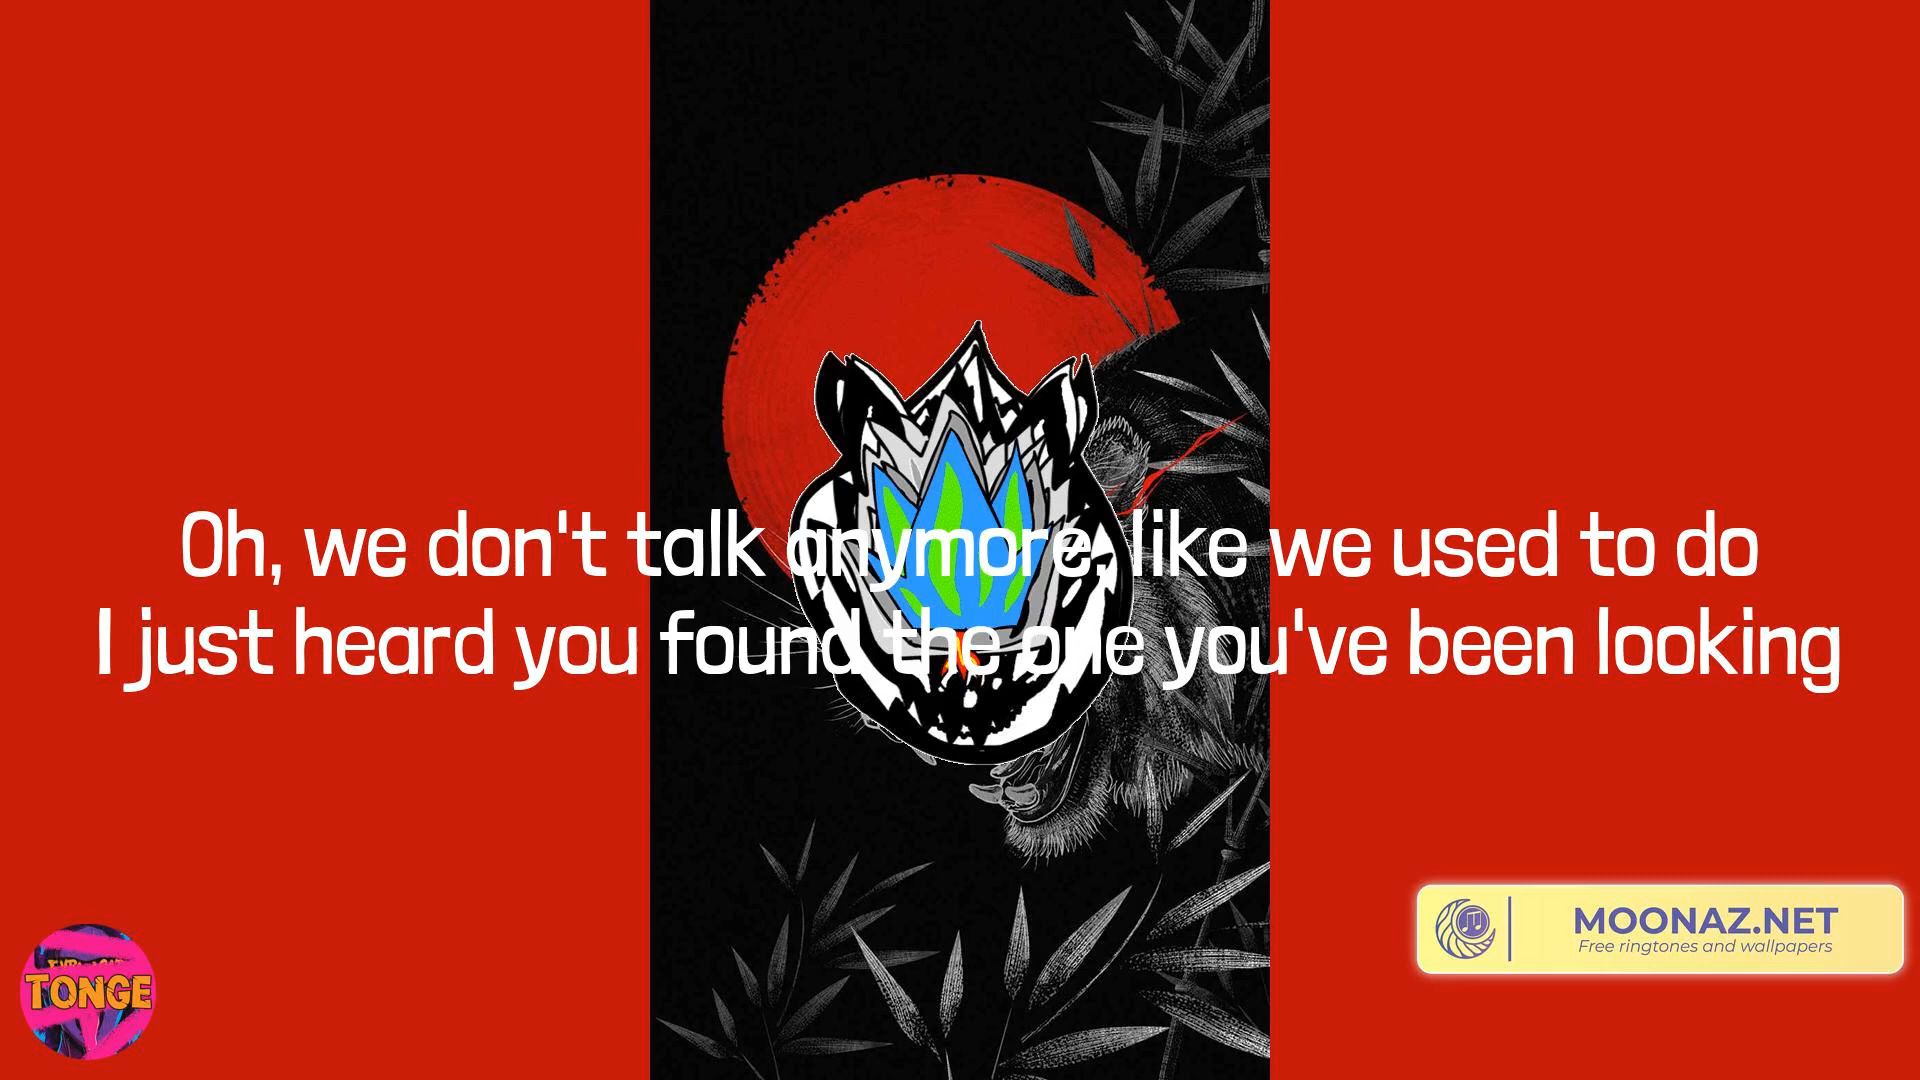 Oh, we don't talk anymore, like we used to do
I just heard you found the one you've been looking
MOONAZ.NET
Free ringtones and wallpapers
TONGE